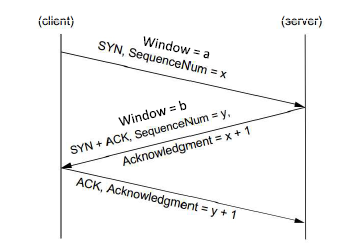 (client)
(server)
Window = a
SYN, SequenceNum = x
Window = b
SYN + ACK, SequenceNum = y,
Acknowledgment = x + 1
ACK, Acknowledgment = y + 1